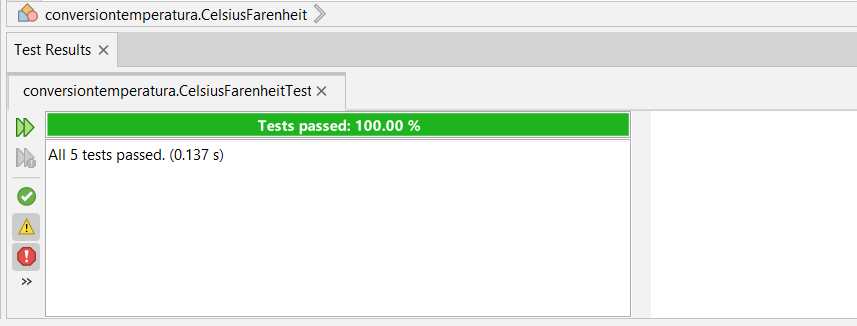 conversiontemperatura.CelsiusFarenheit
Test Results
conversiontemperatura.CelsiusFarenheitTest
Tests passed: 100.00 %
All 5 tests passed. (0.137 s)